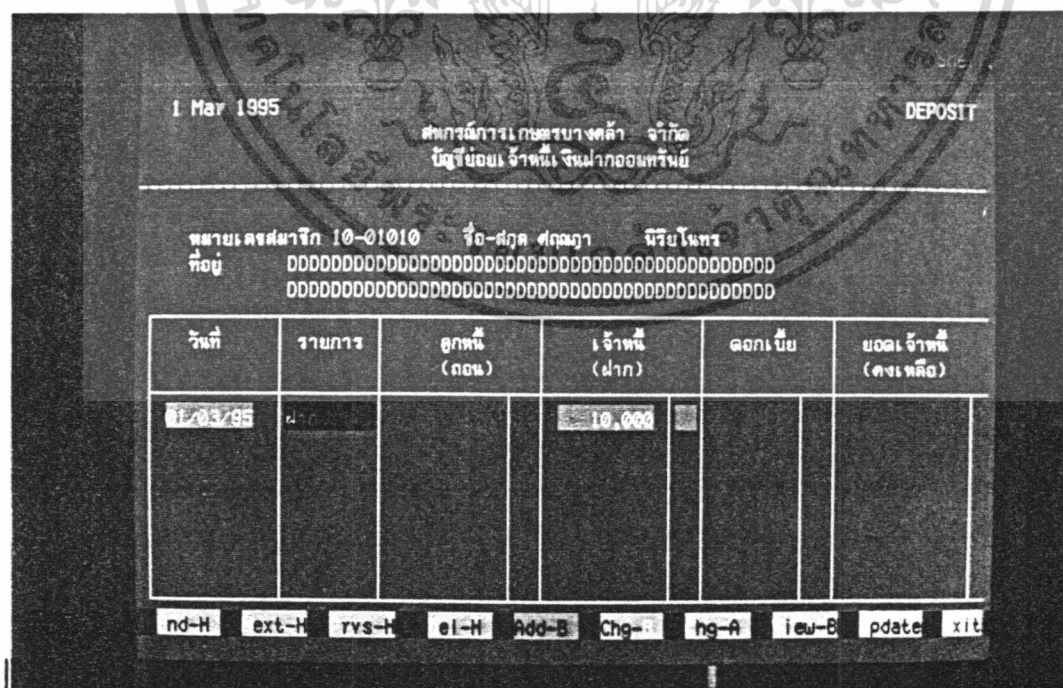 1 Mar 1995 DEPOSIT
สหกรณ์การเกษตรบางคล้า จำกัด
บัญชีย่อยเจ้าหนี้เงินฝากออมทรัพย์
หมายเลขสมาชิก 10-01010 ชื่อ-สกุล นิริยโนทร
ที่อยู่ DDDDDDDDDDDDDDDDDDDDDDDDDDDDDDDDDDDDDDDDDDDDDDDDDD
DDDDDDDDDDDDDDDDDDDDDDDDDDDDDDDDDDDDDDDDDDDDDDDDDD
วันที่ รายการ ลูกหนี้ เจ้าหนี้ ดอกเบี้ย ยอดเจ้าหนี้
(ถอน) (ฝาก) (คงเหลือ)
01/03/95 ฝาก 10,000
nd-H ext-H rvs-H el-H Add-B Chg- hg-A iew-B pdate xit